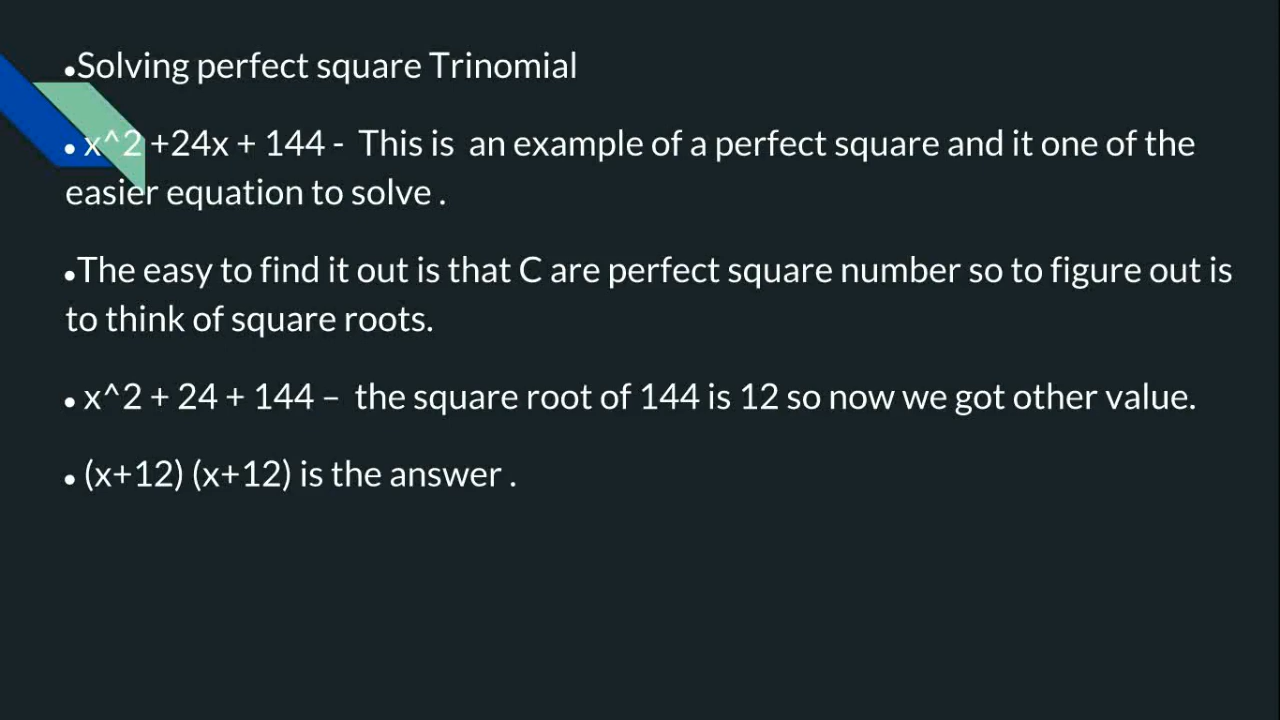 •Solving perfect square Trinomial
• x^2 +24x + 144 - This is an example of a perfect square and it one of the
easier equation to solve .
•The easy to find it out is that C are perfect square number so to figure out is
to think of square roots.
• x^2 + 24 + 144 – the square root of 144 is 12 so now we got other value.
• (x+12) (x+12) is the answer .